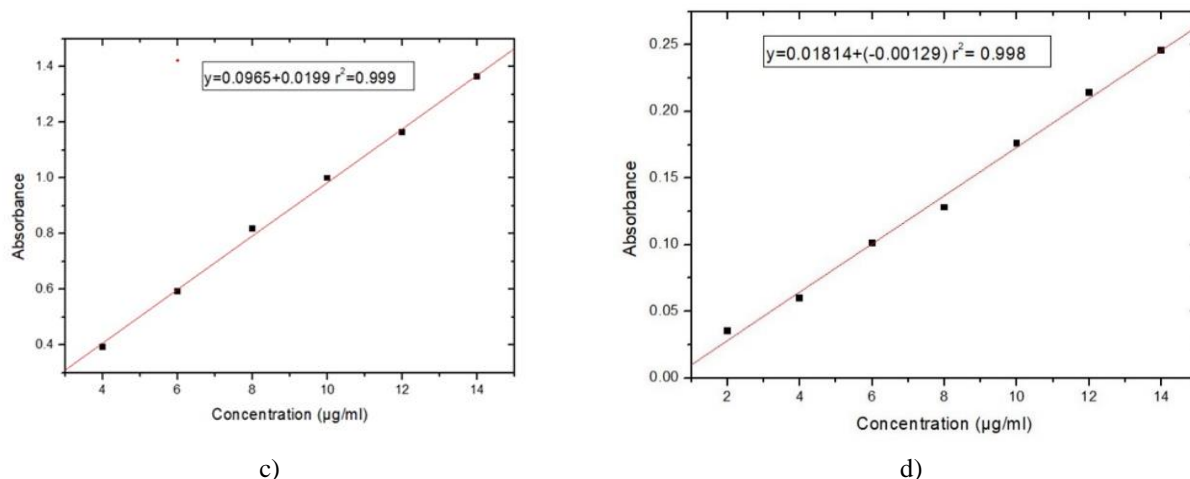 1.4
1.2
1.0
0.8
0.6
0.4
Absorbance
y=0.0965+0.0199 r²=0.999
4 6 8 10 12 14
Concentration (µg/ml)
c)
0.25
0.20
0.15
0.10
0.05
0.00
Absorbance
y=0.01814+(-0.00129) r²= 0.998
2 4 6 8 10 12 14
Concentration (µg/ml)
d)